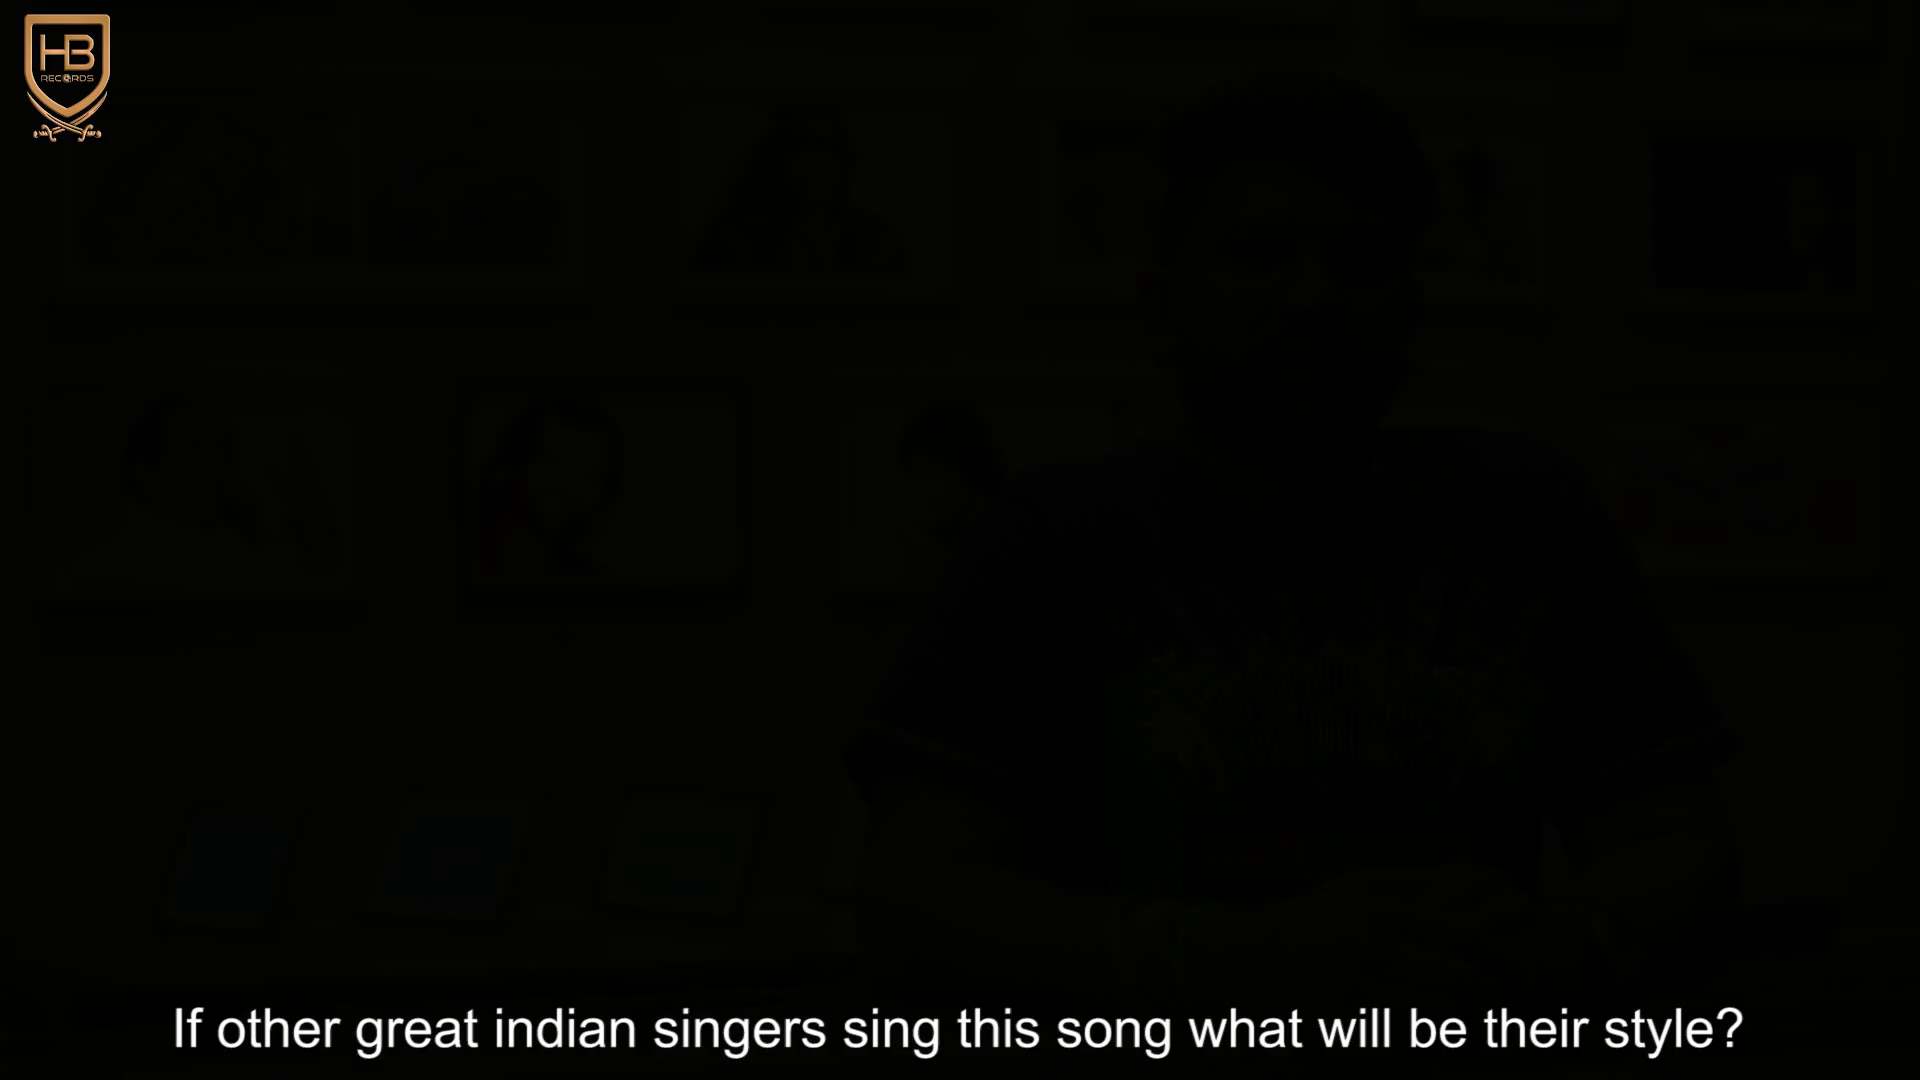 HB
RECORDS
If other great indian singers sing this song what will be their style?